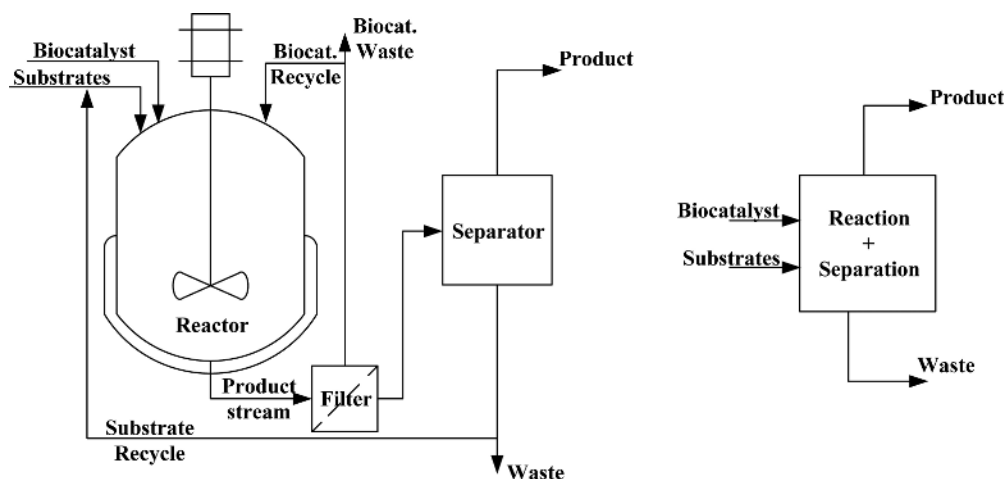 Biocat.
Waste
Biocatalyst
Substrates
Biocat.
Recycle
Product
Separator
Reactor
Product
stream
Filter
Substrate
Recycle
Waste
Product
Biocatalyst
Substrates
Reaction
+
Separation
Waste